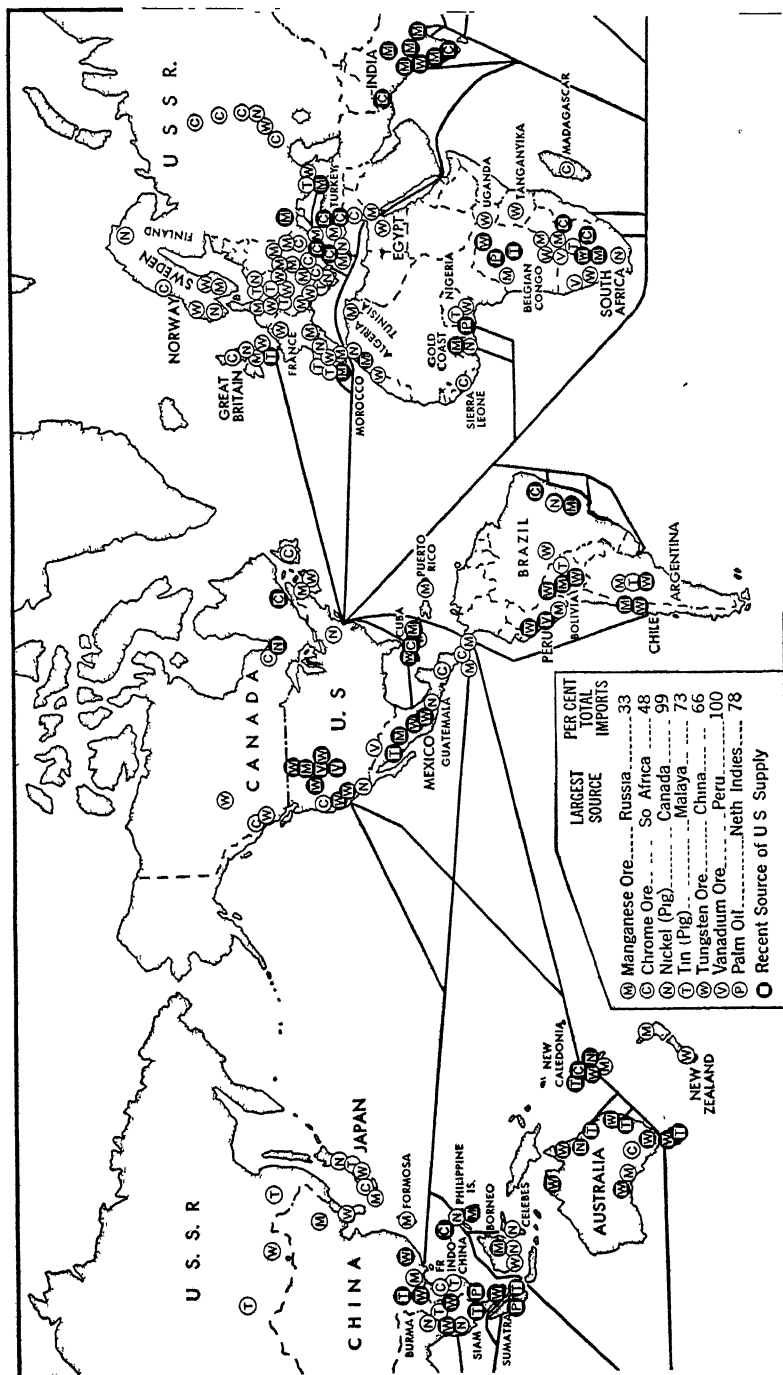 U. S. S. R
CHINA
JAPAN
FORMOSA
BURMA
FR
INDO
CHINA
SIAM
SUMATRA
PHILIPPINE
IS.
BORNEO
CELEBES
AUSTRALIA
NEW
CALEDONIA
NEW
ZEALAND
CANADA
U. S
MEXICO
GUATEMALA
CUBA
PUERTO
RICO
BRAZIL
PERU
BOLIVIA
CHILE
ARGENTINA
NORWAY
SWEDEN
FINLAND
U S S R.
GREAT
BRITAIN
FRANCE
TURKEY
INDIA
MOROCCO
ALGERIA
TUNISIA
EGYPT
SIERRA
LEONE
GOLD
COAST
NIGERIA
BELGIAN
CONGO
UGANDA
TANGANYIKA
MADAGASCAR
SOUTH
AFRICA
LARGEST SOURCE PER CENT TOTAL IMPORTS
M Manganese Ore Russia 33
C Chrome Ore So Africa 48
N Nickel (Pig) Canada 99
T Tin (Pig) Malaya 73
W Tungsten Ore China 66
V Vanadium Ore Peru 100
P Palm Oil Neth Indies 78
O Recent Source of U S Supply